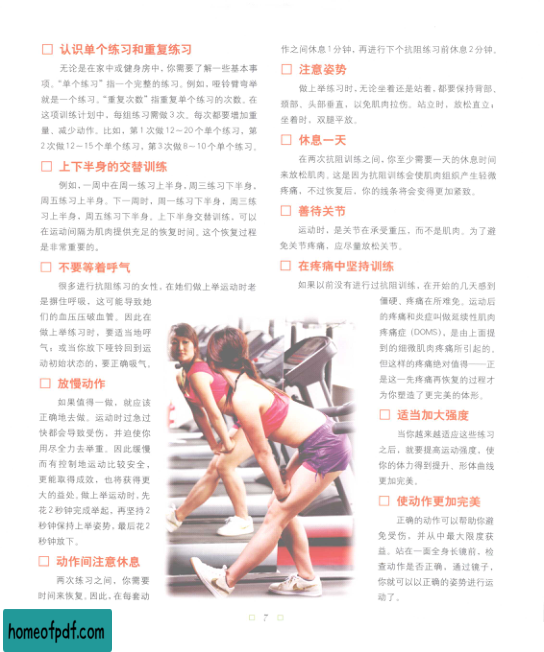 □ 认识单个练习和重复练习
无论是在家中或健身房中，你需要了解一些基本事
项。“单个练习”指一个完整的练习。例如，哑铃臂弯举
就是一个练习。“重复次数”指重复单个练习的次数。在
这项训练计划中，每组练习需做3次。每次都要增加重
量、减少动作。比如，第1次做12～20个单个练习，第
2次做12～15个单个练习，第3次做8～10个单个练习。
□ 上下半身的交替训练
例如，一周中在周一练习上半身，周三练习下半身，
周五练习上半身。下一周时，周一练习下半身，周三练
习上半身，周五练习下半身。上下半身交替训练，可以
在运动间隔为肌肉提供充足的恢复时间。这个恢复过程
是非常重要的。
□ 不要等着呼气
很多进行抗阻练习的女性，在她们做上举运动时老
是摒住呼吸，这可能导致她
们的血压压破血管。因此在
做上举练习时，要适当地呼
气；或当你放下哑铃回到运
动初始状态的，要正确吸气。
□ 放慢动作
如果值得一做，就应该
正确地去做。运动时过急过
快都会导致受伤，并迫使你
用尽全力去举重。因此缓慢
而有控制地运动比较安全，
更能取得成效，也将获得更
大的益处。做上举运动时，先
花2秒钟完成举起，再坚持2
秒钟保持上举姿势，最后花2
秒钟放下。
□ 动作间注意休息
两次练习之间，你需要
时间来恢复。因此，在每套动
作之间休息1分钟，再进行下个抗阻练习前休息2分钟。
□ 注意姿势
做上举练习时，无论坐着还是站着，都要保持背部、
颈部、头部垂直，以免肌肉拉伤。站立时，放松直立；
坐着时，双腿平放。
□ 休息一天
在两次抗阻训练之间，你至少需要一天的休息时间
来放松肌肉。这是因为抗阻训练会使肌肉组织产生轻微
疼痛，不过恢复后，你的线条将会变得更加紧致。
□ 善待关节
运动时，是关节在承受重压，而不是肌肉。为了避
免关节疼痛，应尽量放松关节。
□ 在疼痛中坚持训练
如果以前没有进行过抗阻训练，在开始的几天感到
僵硬、疼痛在所难免。运动后
的疼痛和炎症叫做延续性肌肉
疼痛症（DOMS），是由上面提
到的细微肌肉疼痛所引起的。
但这样的疼痛绝对值得——正
是这一先疼痛再恢复的过程才
为你塑造了更完美的体形。
□ 适当加大强度
当你越来越适应这些练习
之后，就要提高运动强度，使
你的体力得到提升，形体曲线
更加完美。
□ 使动作更加完美
正确的动作可以帮助你避
免受伤，并从中最大限度获
益。站在一面全身长镜前，检
查动作是否正确，通过镜子，
你就可以以正确的姿势进行运
动了。
□ 7 □
homeofpdf.com